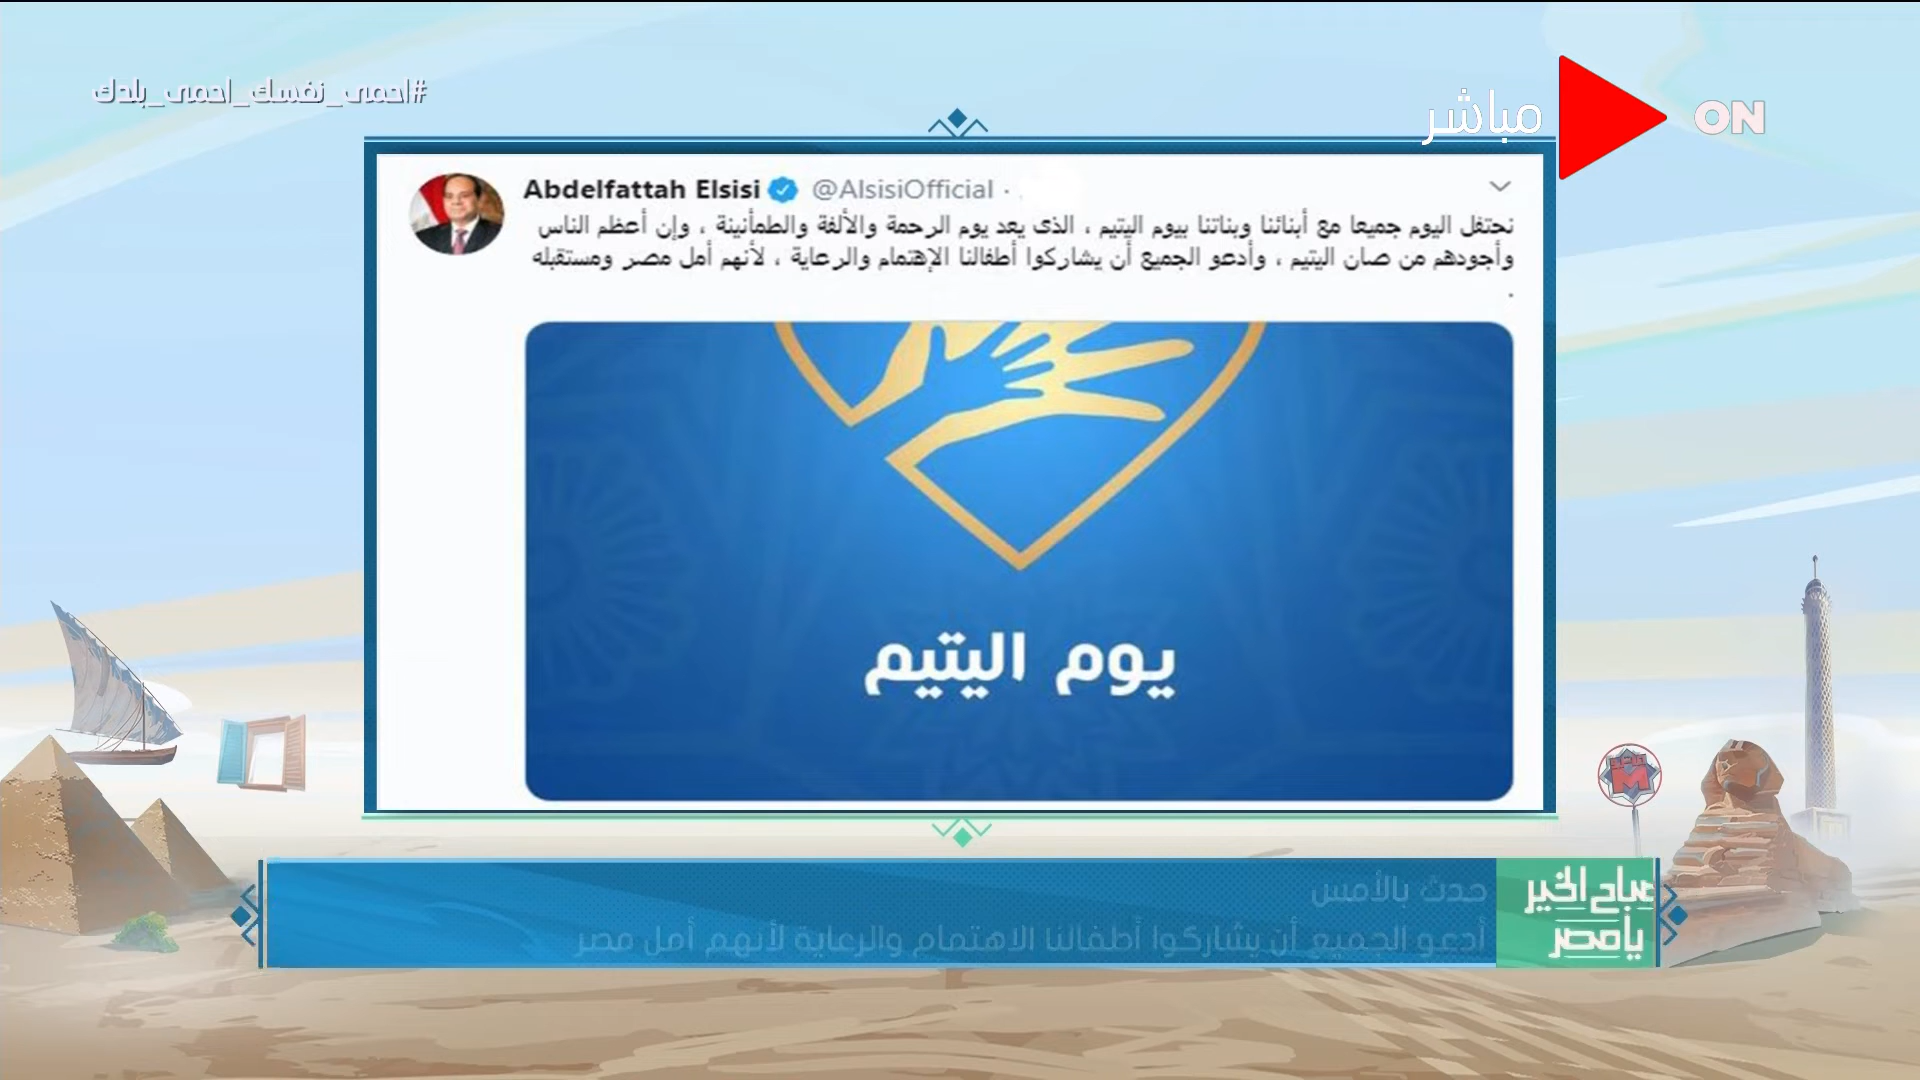 #احمى_نفسك_احمى_بلدك
مباشر
ON
Abdelfattah Elsisi @AlsisiOfficial ·
نحتفل اليوم جميعا مع أبنائنا وبناتنا بيوم اليتيم ، الذى يعد يوم الرحمة والألفة والطمأنينة ، وإن أعظم الناس
وأجودهم من صان اليتيم ، وأدعو الجميع أن يشاركوا أطفالنا الإهتمام والرعاية ، لأنهم أمل مصر ومستقبله
.
يوم اليتيم
M
صباح الخير
يا مصر
حدث بالأمس
أدعو الجميع أن يشاركوا أطفالنا الاهتمام والرعاية لأنهم أمل مصر